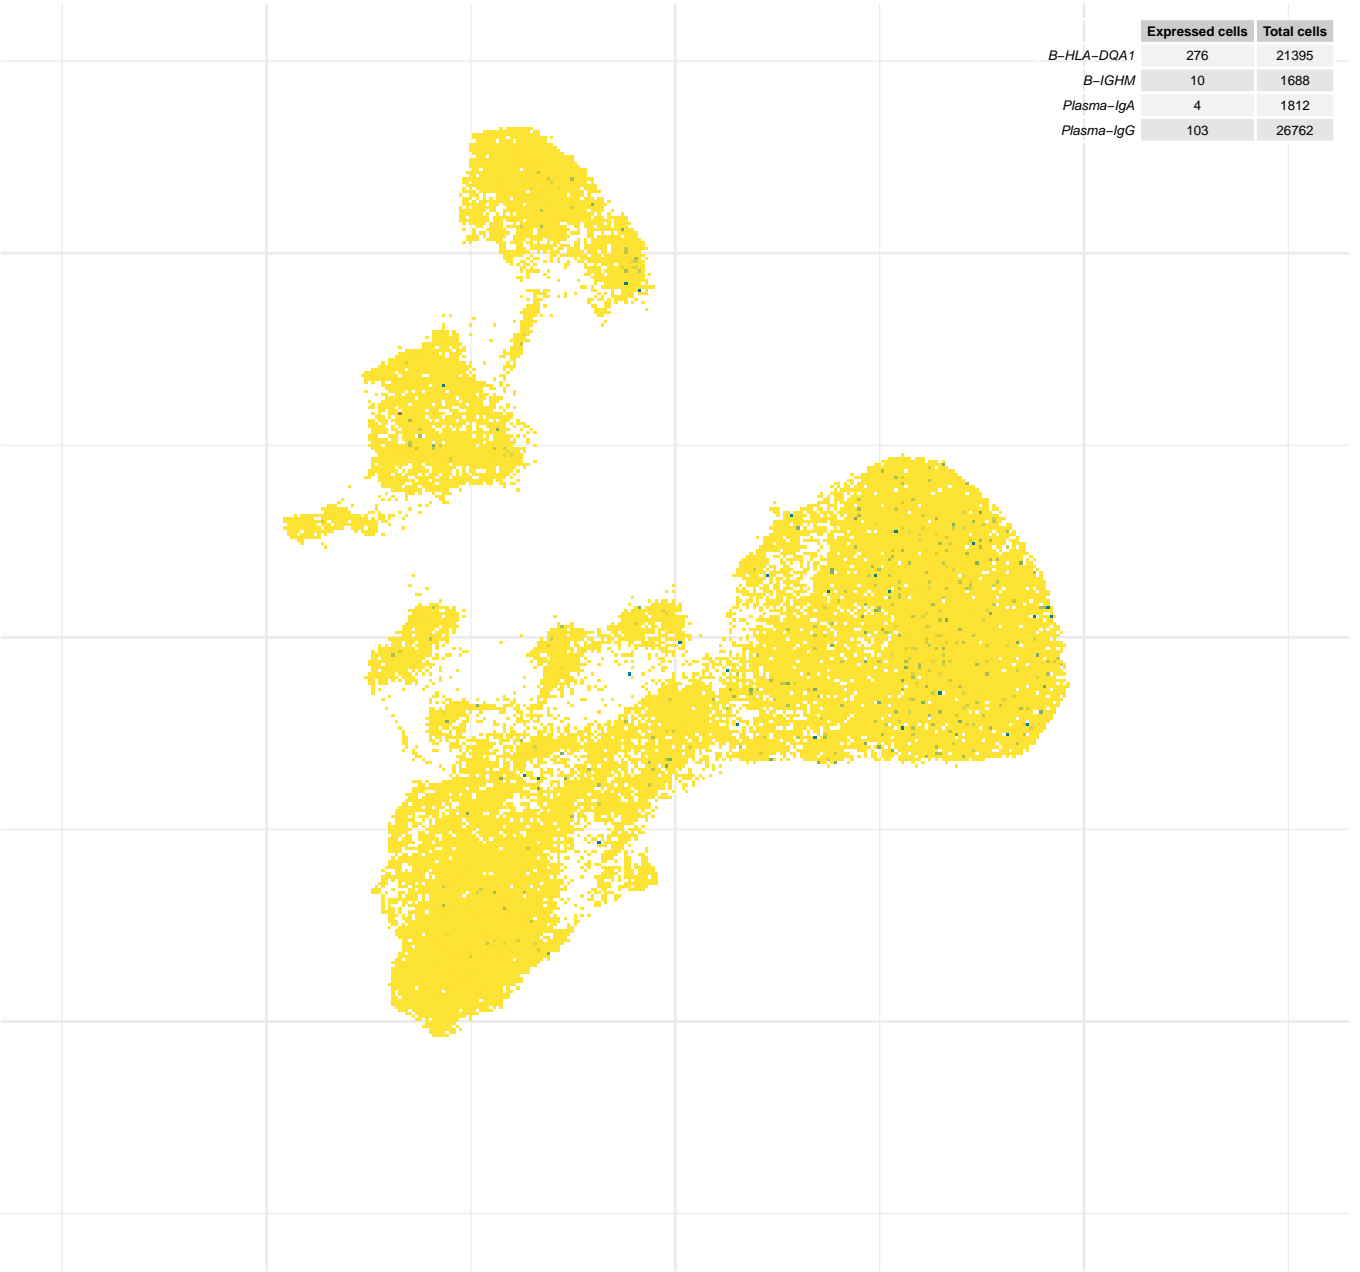 Expressed cells Total cells
B−HLA−DQA1 276 21395
B−IGHM 10 1688
Plasma−IgA 4 1812
Plasma−IgG 103 26762